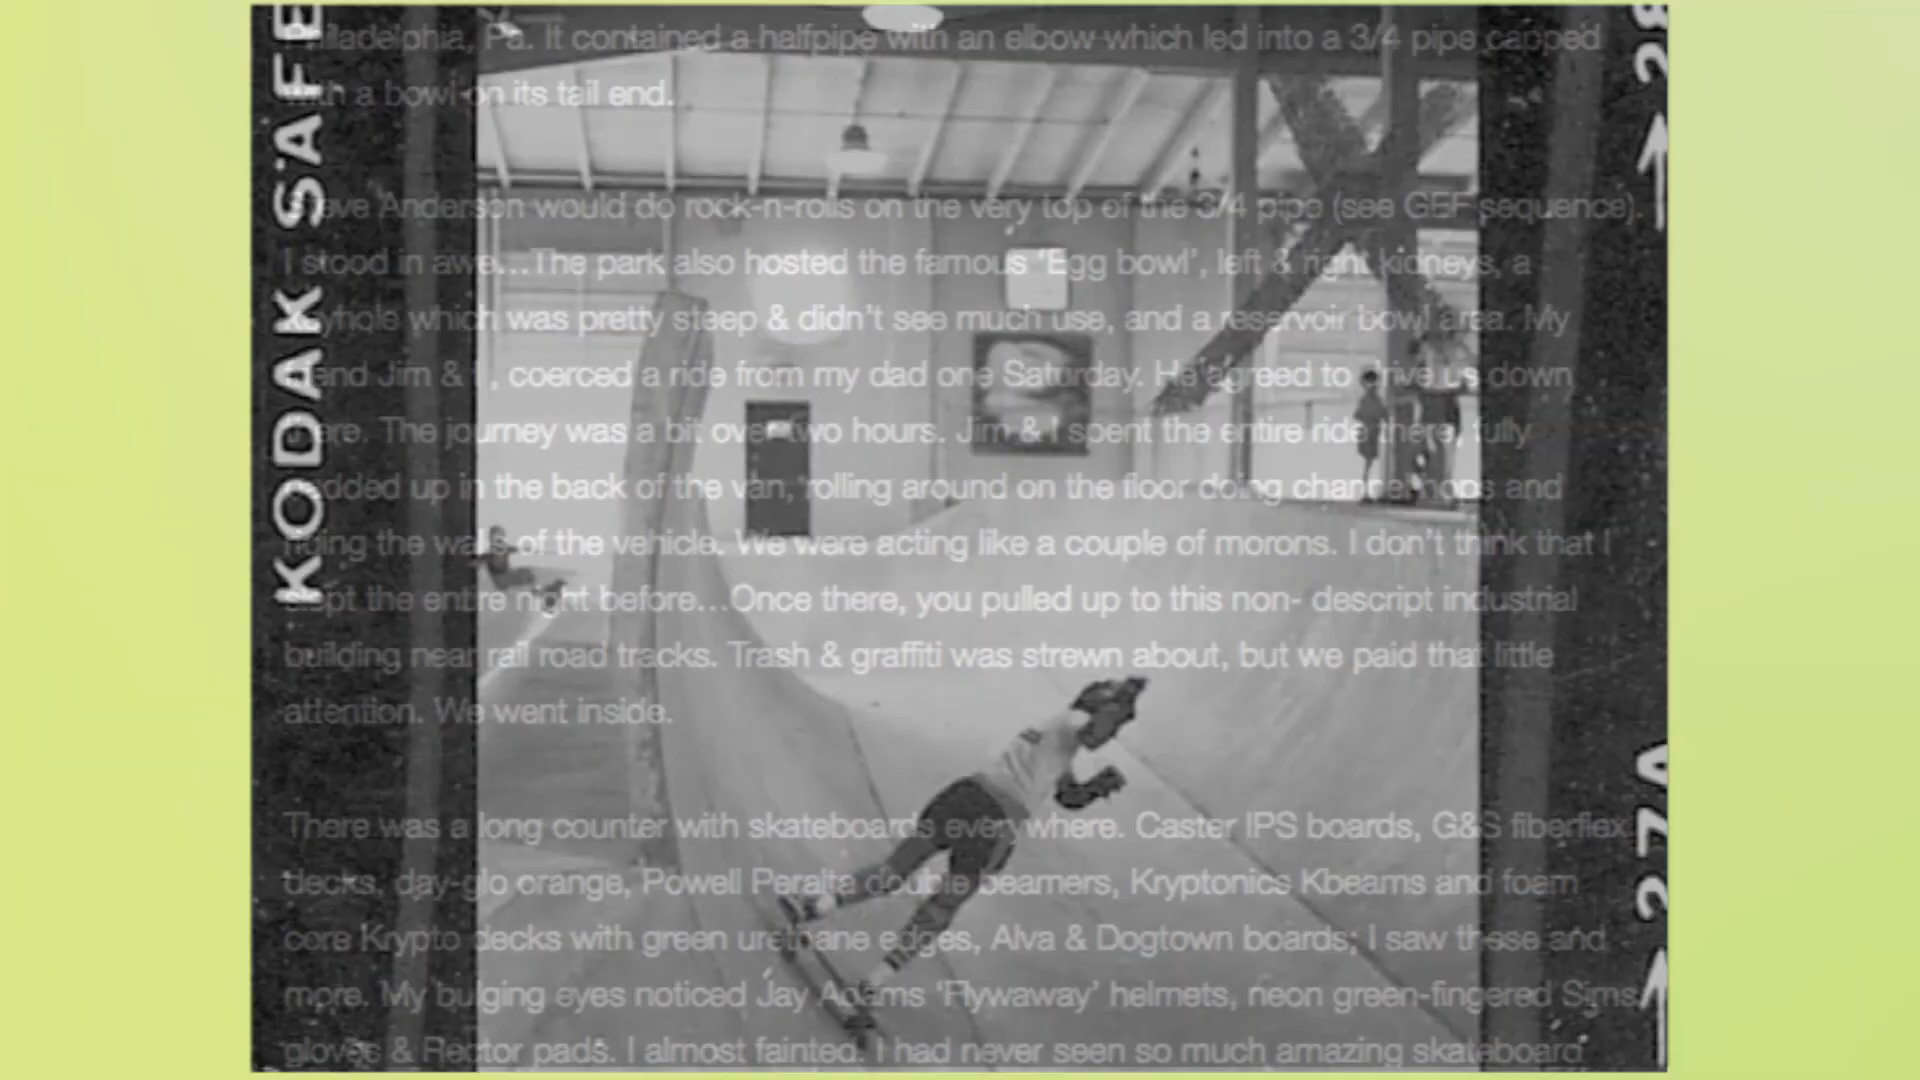 Philadelphia, Pa. It contained a halfpipe with an elbow which led into a 3/4 pipe capped
with a bowl on its tail end.
Anderson would do rock-n-rolls on the very top of the 3/4 pipe (see GEF sequence).
I stood in awe…The park also hosted the famous ‘Egg bowl’, left & right kidneys, a
which was pretty steep & didn’t see much use, and a reservoir bowl area. My
friend Jim & I, coerced a ride from my dad one Saturday. He agreed to drive us down
there. The journey was a bit over two hours. Jim & I spent the entire ride there, fully
padded up in the back of the van, rolling around on the floor doing channel hops and
riding the walls of the vehicle. We were acting like a couple of morons. I don’t think that I
slept the entire night before…Once there, you pulled up to this non- descript industrial
building near rail road tracks. Trash & graffiti was strewn about, but we paid that little
attention. We went inside.
There was a long counter with skateboards everywhere. Caster IPS boards, G&S fiberflex
decks, day-glo orange, Powell Peralta double beamers, Kryptonics Kbeams and foam
core Krypto decks with green urethane edges, Alva & Dogtown boards; I saw these and
more. My bulging eyes noticed Jay Adams ‘Flywaway’ helmets, neon green-fingered Sims
gloves & Rector pads. I almost fainted. I had never seen so much amazing skateboard
KODAK SAFE
28
27A